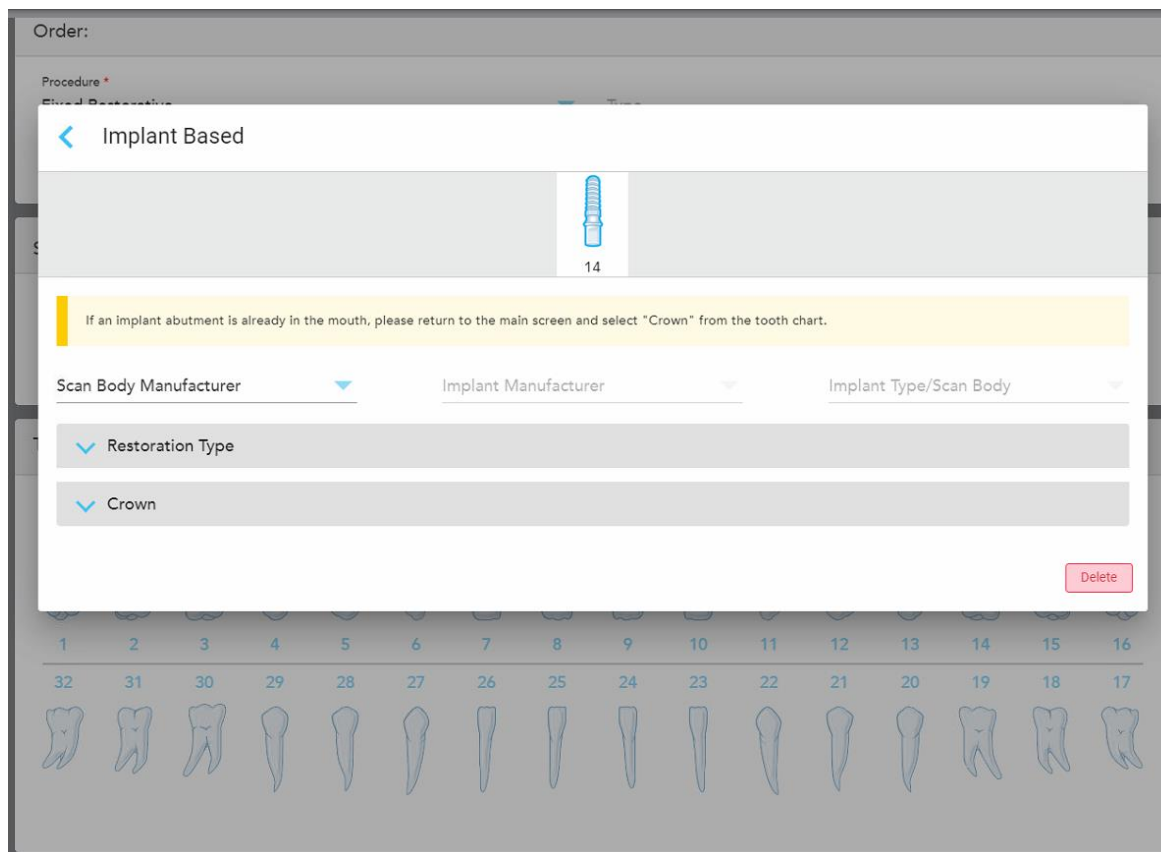 Order:
Procedure *
Fixed Restorative Type
Implant Based
14
If an implant abutment is already in the mouth, please return to the main screen and select "Crown" from the tooth chart.
Scan Body Manufacturer Implant Manufacturer Implant Type/Scan Body
Restoration Type
Crown
Delete
1 2 3 4 5 6 7 8 9 10 11 12 13 14 15 16
32 31 30 29 28 27 26 25 24 23 22 21 20 19 18 17